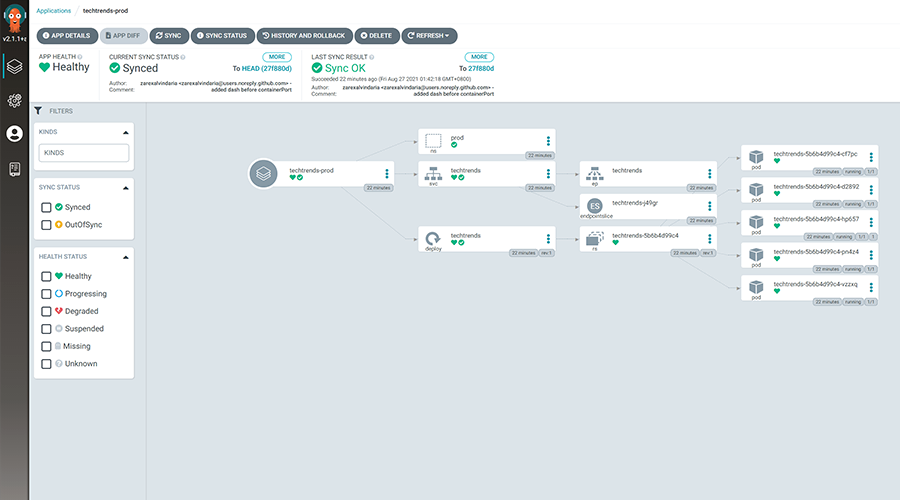 v2.1.1+z
Applications
techtrends-prod
APP DETAILS
APP DIFF
SYNC
SYNC STATUS
HISTORY AND ROLLBACK
DELETE
REFRESH
APP HEALTH
Healthy
CURRENT SYNC STATUS
MORE
Synced
To HEAD (27f880d)
Author: zarexalvindaria <zarexalvindaria@users.noreply.github.com> -
Comment: added dash before containerPort
LAST SYNC RESULT
MORE
Sync OK
To 27f880d
Succeeded 22 minutes ago (Fri Aug 27 2021 01:42:18 GMT+0800)
Author: zarexalvindaria <zarexalvindaria@users.noreply.github.com> -
Comment: added dash before containerPort
FILTERS
KINDS
KINDS
SYNC STATUS
Synced
OutOfSync
HEALTH STATUS
Healthy
Progressing
Degraded
Suspended
Missing
Unknown
techtrends-prod
22 minutes
prod
ns
22 minutes
techtrends
svc
22 minutes
techtrends
deploy
22 minutes
rev:1
techtrends
ep
22 minutes
ES
techtrends-j49gr
endpointslice
22 minutes
techtrends-5b6b4d99c4
rs
22 minutes
rev:1
techtrends-5b6b4d99c4-cf7pc
pod
22 minutes
running
1/1
techtrends-5b6b4d99c4-d2892
pod
22 minutes
running
1/1
techtrends-5b6b4d99c4-hp657
pod
22 minutes
running
1/1
1
techtrends-5b6b4d99c4-pn4z4
pod
22 minutes
running
1/1
techtrends-5b6b4d99c4-vzzxq
pod
22 minutes
running
1/1